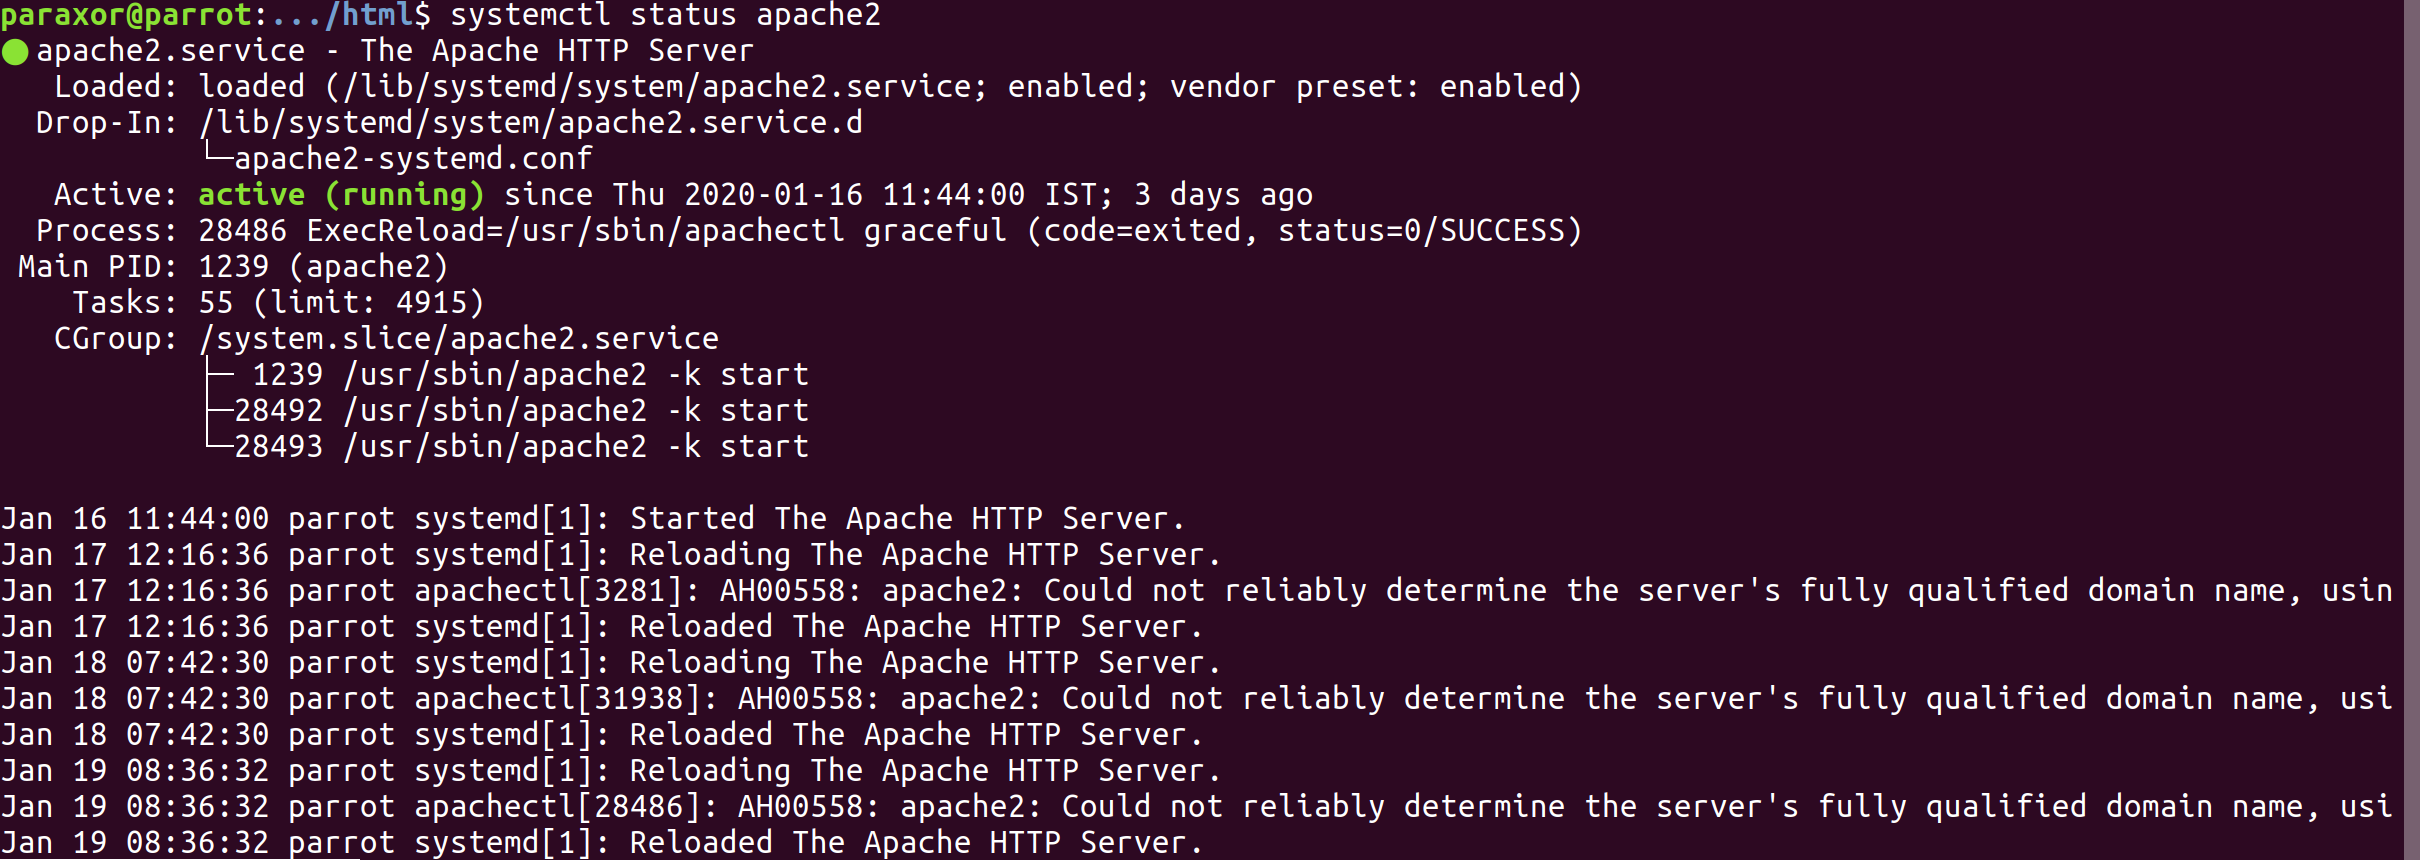 paraxor@parrot:.../html$ systemctl status apache2
● apache2.service - The Apache HTTP Server
   Loaded: loaded (/lib/systemd/system/apache2.service; enabled; vendor preset: enabled)
  Drop-In: /lib/systemd/system/apache2.service.d
           └─apache2-systemd.conf
   Active: active (running) since Thu 2020-01-16 11:44:00 IST; 3 days ago
  Process: 28486 ExecReload=/usr/sbin/apachectl graceful (code=exited, status=0/SUCCESS)
 Main PID: 1239 (apache2)
    Tasks: 55 (limit: 4915)
   CGroup: /system.slice/apache2.service
           ├─ 1239 /usr/sbin/apache2 -k start
           ├─28492 /usr/sbin/apache2 -k start
           └─28493 /usr/sbin/apache2 -k start

Jan 16 11:44:00 parrot systemd[1]: Started The Apache HTTP Server.
Jan 17 12:16:36 parrot systemd[1]: Reloading The Apache HTTP Server.
Jan 17 12:16:36 parrot apachectl[3281]: AH00558: apache2: Could not reliably determine the server's fully qualified domain name, usin
Jan 17 12:16:36 parrot systemd[1]: Reloaded The Apache HTTP Server.
Jan 18 07:42:30 parrot systemd[1]: Reloading The Apache HTTP Server.
Jan 18 07:42:30 parrot apachectl[31938]: AH00558: apache2: Could not reliably determine the server's fully qualified domain name, usi
Jan 18 07:42:30 parrot systemd[1]: Reloaded The Apache HTTP Server.
Jan 19 08:36:32 parrot systemd[1]: Reloading The Apache HTTP Server.
Jan 19 08:36:32 parrot apachectl[28486]: AH00558: apache2: Could not reliably determine the server's fully qualified domain name, usi
Jan 19 08:36:32 parrot systemd[1]: Reloaded The Apache HTTP Server.